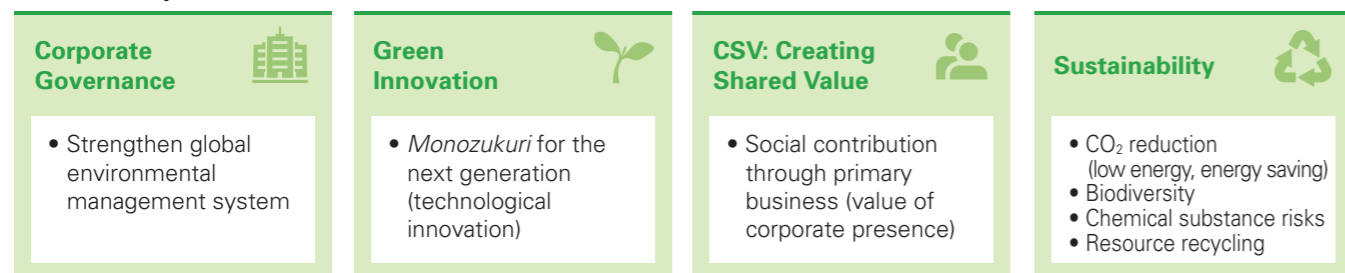 Corporate
Governance
• Strengthen global
environmental
management system
Green
Innovation
• Monozukuri for the
next generation
(technological
innovation)
CSV: Creating
Shared Value
• Social contribution
through primary
business (value of
corporate presence)
Sustainability
• CO₂ reduction
(low energy, energy saving)
• Biodiversity
• Chemical substance risks
• Resource recycling